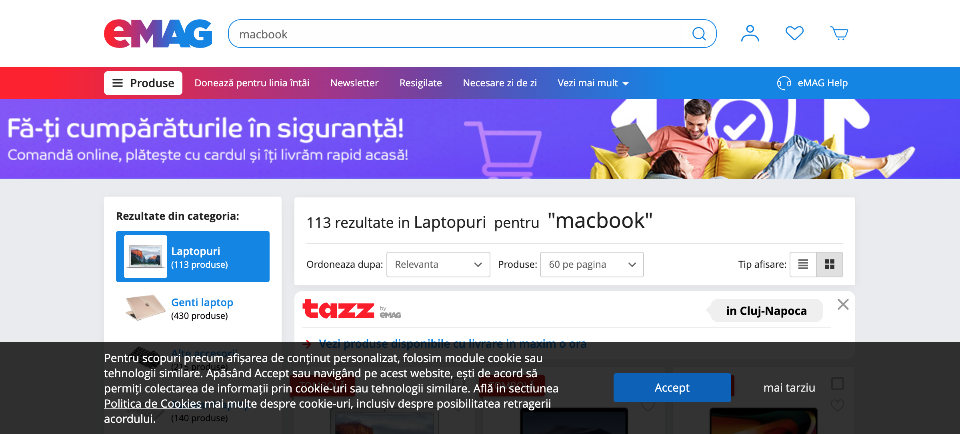 eMAG
macbook
Produse
Donează pentru linia întâi
Newsletter
Resigilate
Necesare zi de zi
Vezi mai mult
eMAG Help
Fă-ți cumpărăturile în siguranță!
Comandă online, plătește cu cardul și îți livrăm rapid acasă!
Rezultate din categoria:
Laptopuri
(113 produse)
Genti laptop
(430 produse)
113 rezultate in Laptopuri pentru "macbook"
Ordoneaza dupa: Relevanta
Produse: 60 pe pagina
Tip afisare:
tazz by eMAG
in Cluj-Napoca
Vezi produse disponibile cu livrare in maxim o ora
Pentru scopuri precum afișarea de conținut personalizat, folosim module cookie sau
tehnologii similare. Apăsând Accept sau navigând pe acest website, ești de acord să
permiți colectarea de informații prin cookie-uri sau tehnologii similare. Află in sectiunea
Politica de Cookies mai multe despre cookie-uri, inclusiv despre posibilitatea retragerii
acordului.
Accept
mai tarziu
(140 produse)